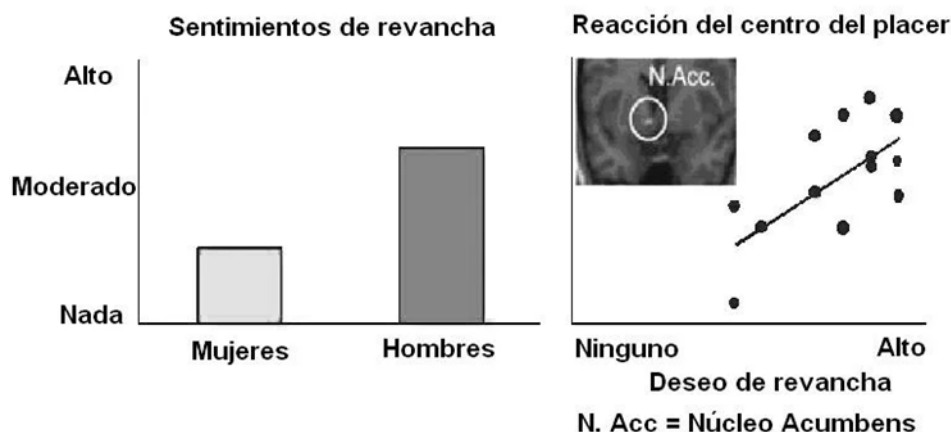 Sentimientos de revancha
Alto
Moderado
Nada
Mujeres
Hombres
Reacción del centro del placer
N.Acc.
Ninguno
Alto
Deseo de revancha
N. Acc = Núcleo Acumbens